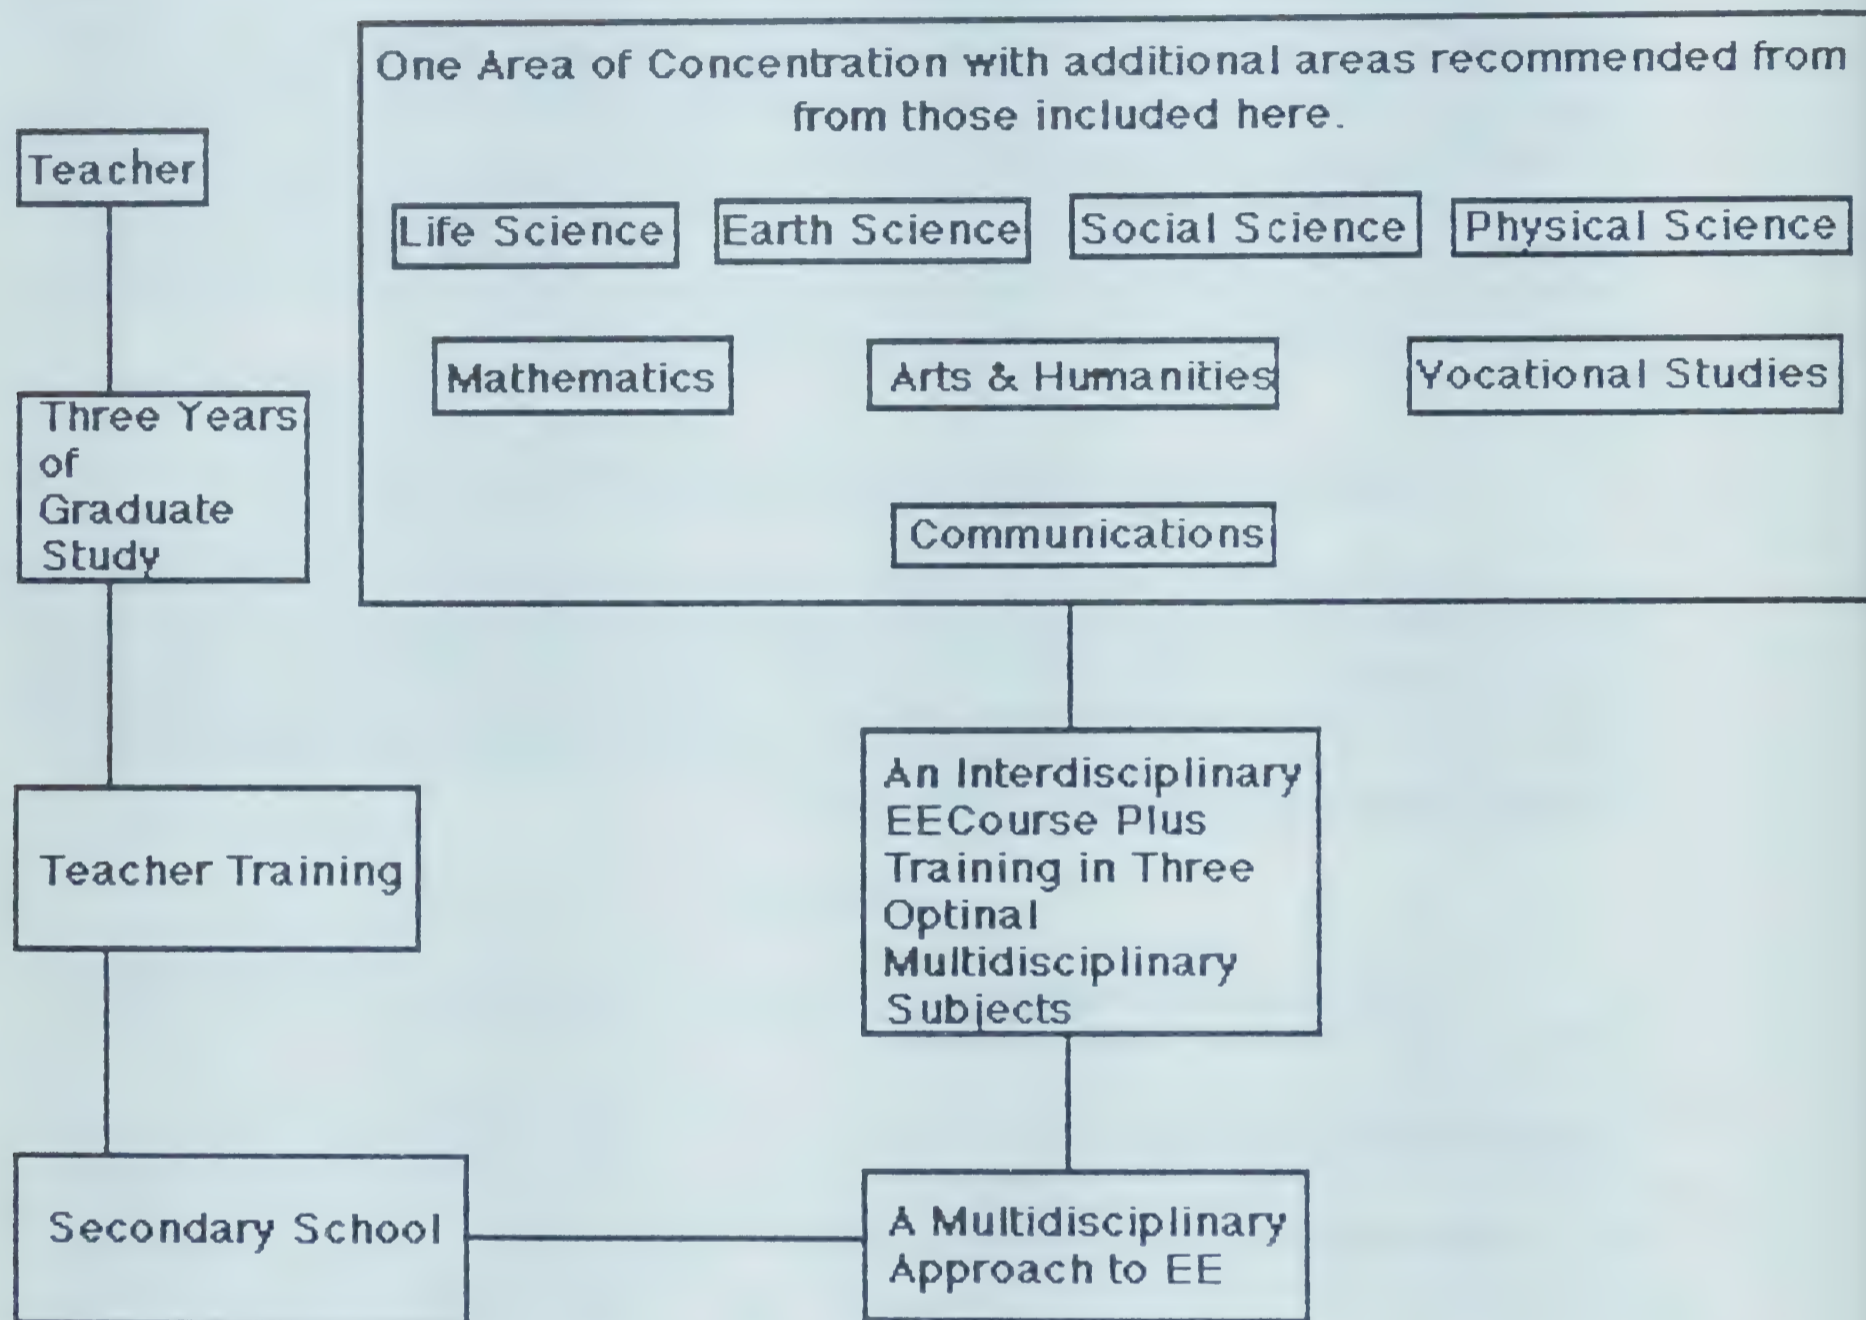 One Area of Concentration with additional areas recommended from
from those included here.
Teacher
Life Science
Earth Science
Social Science
Physical Science
Mathematics
Arts & Humanities
Vocational Studies
Three Years
of
Graduate
Study
Communications
Teacher Training
An Interdisciplinary
EECourse Plus
Training in Three
Optinal
Multidisciplinary
Subjects
Secondary School
A Multidisciplinary
Approach to EE